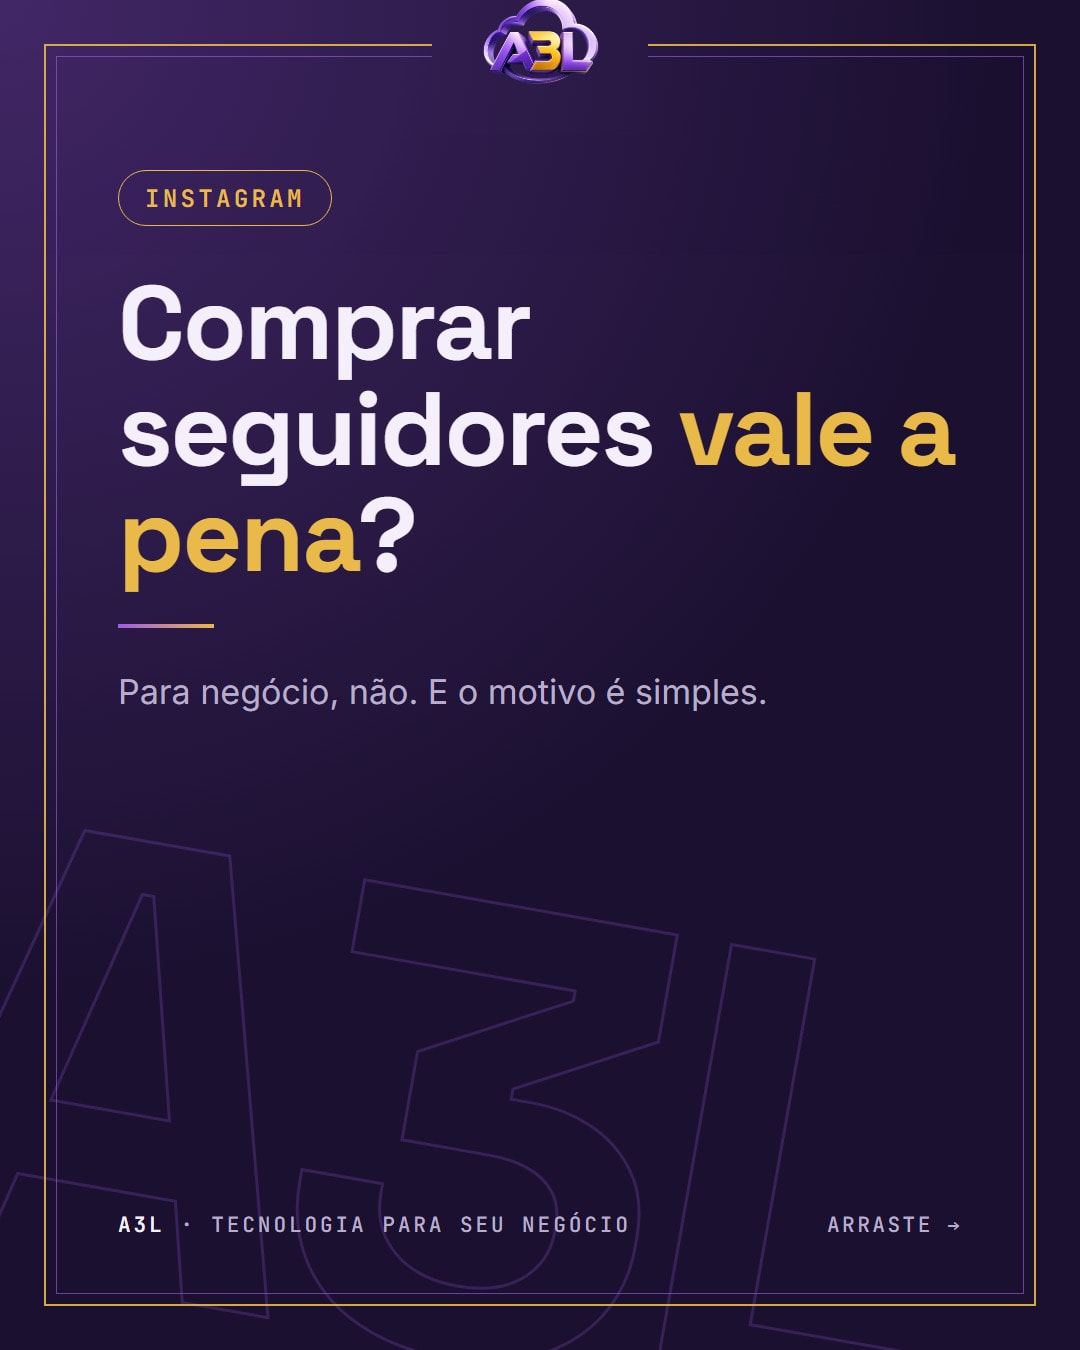 A3L
INSTAGRAM
Comprar
seguidores vale a
pena?
Para negócio, não. E o motivo é simples.
A3L
A3L · TECNOLOGIA PARA SEU NEGÓCIO
ARRASTE →